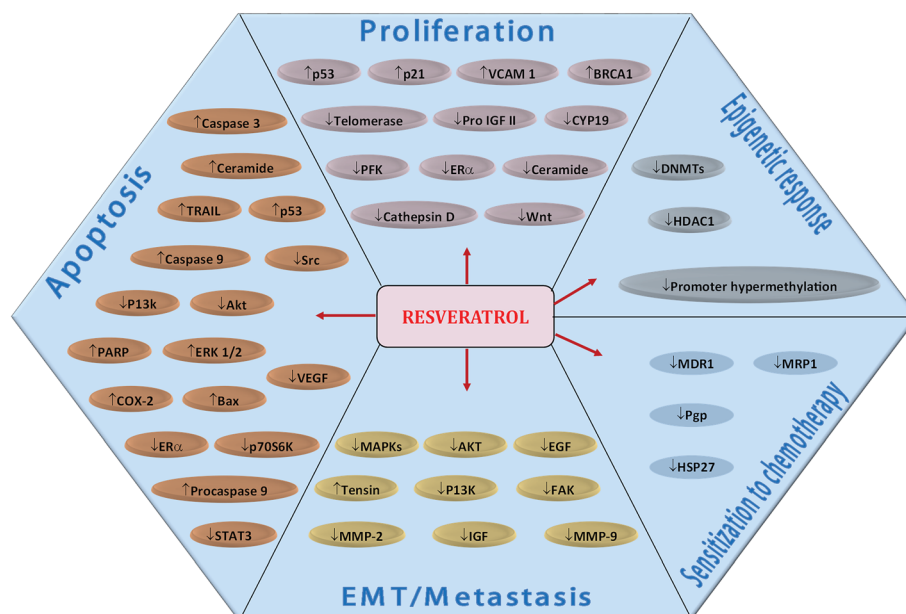 Proliferation
↑p53
↑p21
↑VCAM 1
↑BRCA1
↓Telomerase
↓Pro IGF II
↓CYP19
↓PFK
↓ERα
↓Ceramide
↓Cathepsin D
↓Wnt
Epigenetic response
↓DNMTs
↓HDAC1
↓Promoter hypermethylation
Apoptosis
↑Caspase 3
↑Ceramide
↑TRAIL
↑p53
↑Caspase 9
↓Src
↓P13k
↓Akt
↑PARP
↑ERK 1/2
↓VEGF
↑COX-2
↑Bax
↓ERα
↓p70S6K
↑Procaspase 9
↓STAT3
RESVERATROL
Sensitization to chemotherapy
↓MDR1
↓MRP1
↓Pgp
↓HSP27
↓MAPKs
↓AKT
↓EGF
↑Tensin
↓P13K
↓FAK
↓MMP-2
↓IGF
↓MMP-9
EMT/Metastasis